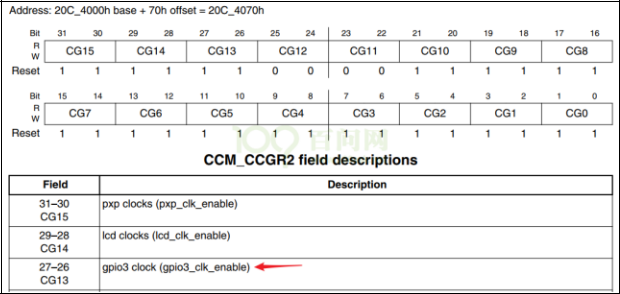 Address: 20C_4000h base + 70h offset = 20C_4070h
Bit 31 30 29 28 27 26 25 24 23 22 21 20 19 18 17 16
R
W CG15 CG14 CG13 CG12 CG11 CG10 CG9 CG8
Reset 1 1 1 1 1 1 0 0 0 0 1 1 1 1 1 1
Bit 15 14 13 12 11 10 9 8 7 6 5 4 3 2 1 0
R
W CG7 CG6 CG5 CG4 CG3 CG2 CG1 CG0
Reset 1 1 1 1 1 1 1 1 1 1 1 1 1 1 1 1
百问网
CCM_CCGR2 field descriptions
Field Description
31–30 pxp clocks (pxp_clk_enable)
CG15
29–28 lcd clocks (lcd_clk_enable)
CG14
27–26 gpio3 clock (gpio3_clk_enable)
CG13